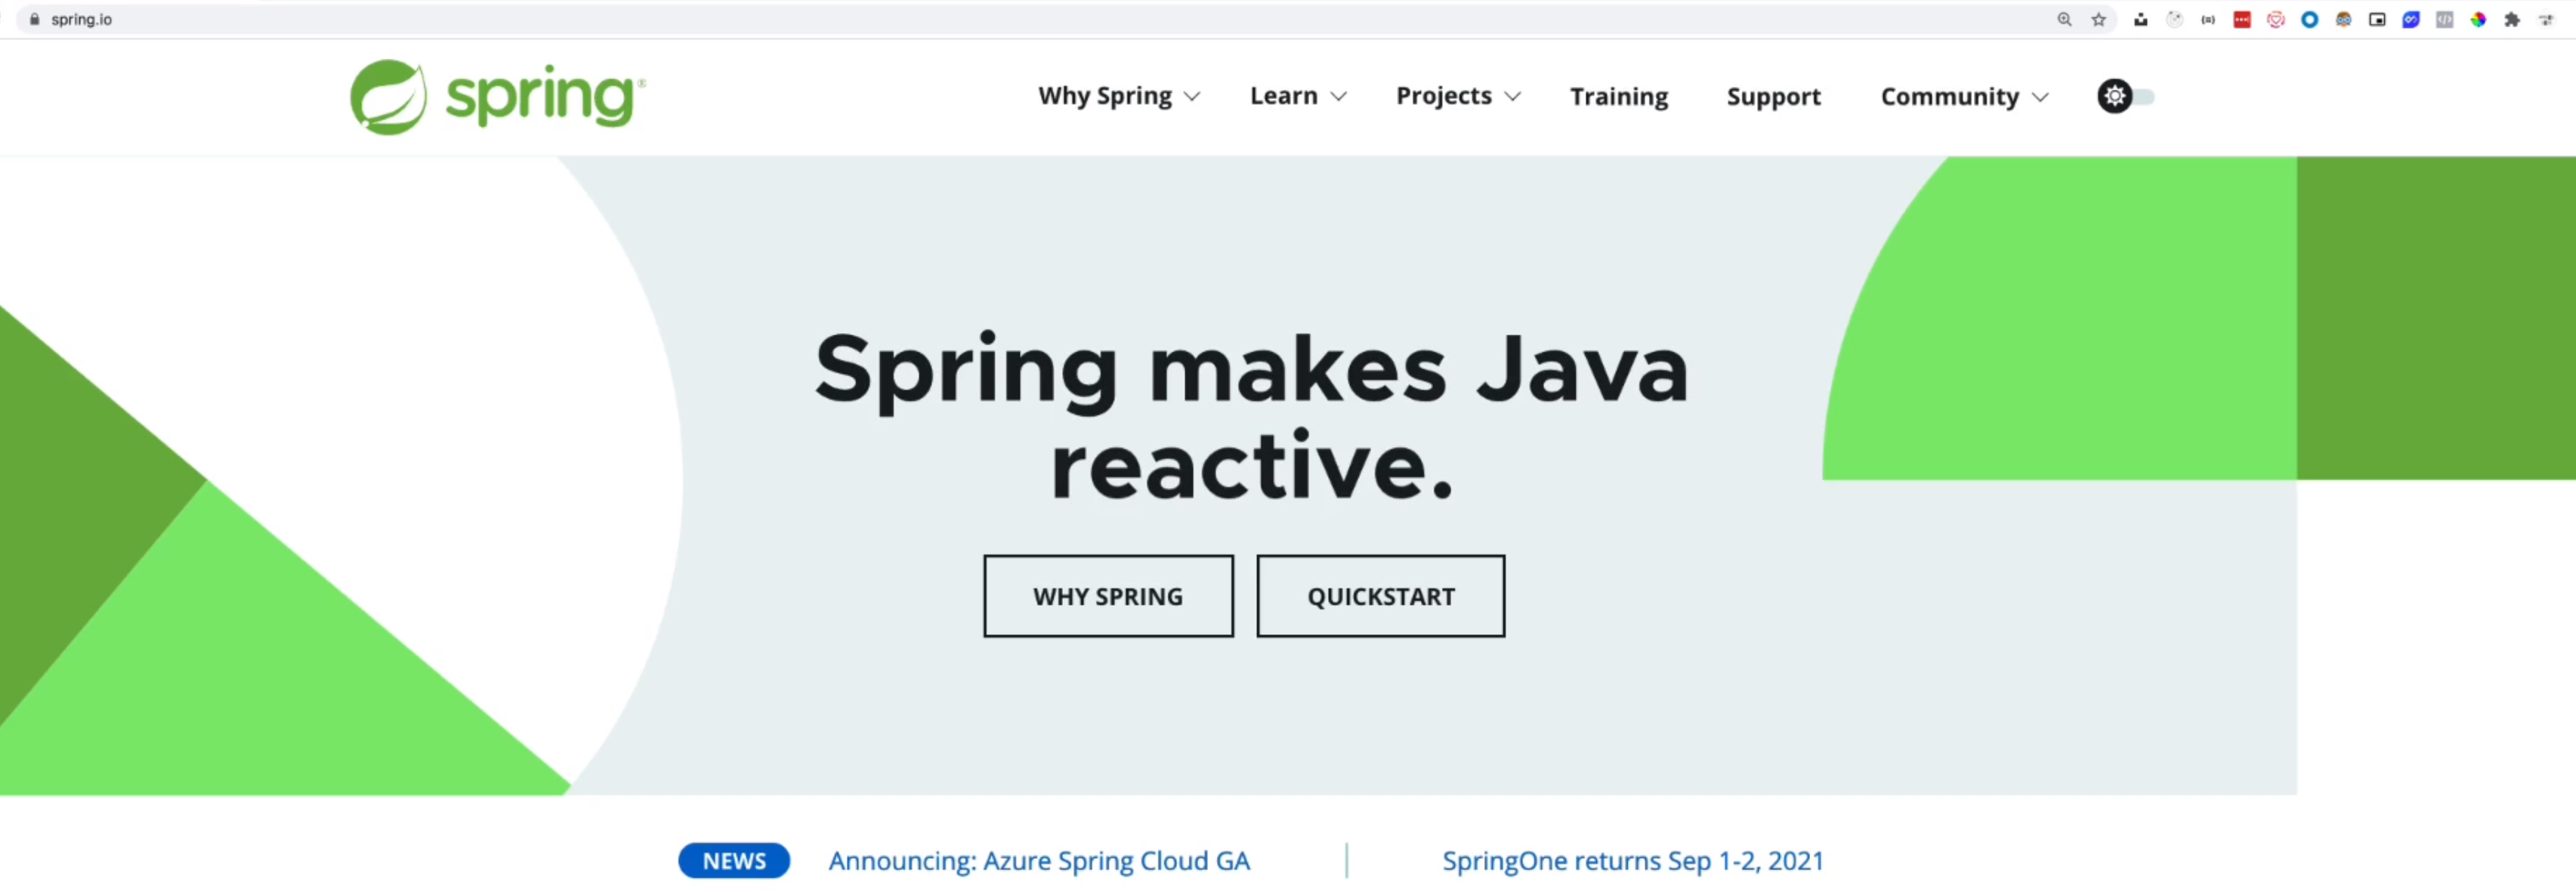 spring.io
spring®
Why Spring
Learn
Projects
Training
Support
Community
Spring makes Java
reactive.
WHY SPRING
QUICKSTART
NEWS
Announcing: Azure Spring Cloud GA
SpringOne returns Sep 1-2, 2021